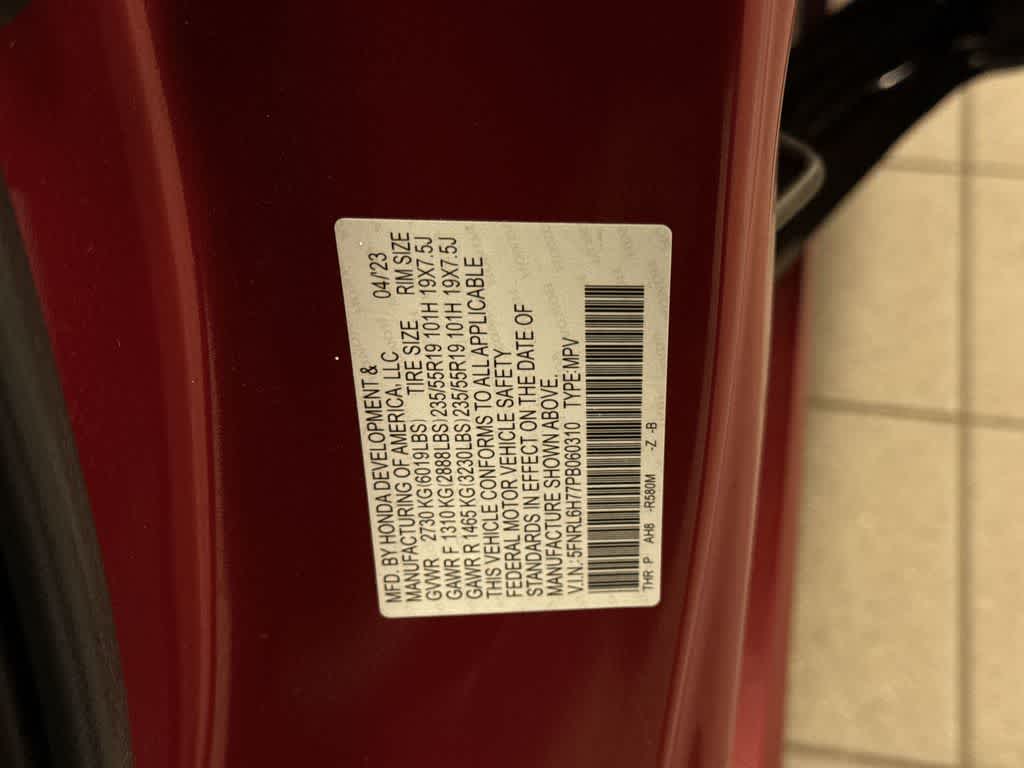 MFD. BY HONDA DEVELOPMENT &
MANUFACTURING OF AMERICA, LLC 04/'23
GVWR 2730 KG(6019LBS) TIRE SIZE RIM SIZE
GAWR F 1310 KG(2888LBS) 235/55R19 101H 19X7.5J
GAWR R 1465 KG(3230LBS) 235/55R19 101H 19X7.5J
THIS VEHICLE CONFORMS TO ALL APPLICABLE
FEDERAL MOTOR VEHICLE SAFETY
STANDARDS IN EFFECT ON THE DATE OF
MANUFACTURE SHOWN ABOVE.
V.I.N.:5FNRL6H77PB060310 TYPE:MPV
THR P AH8 -R580M -Z -B